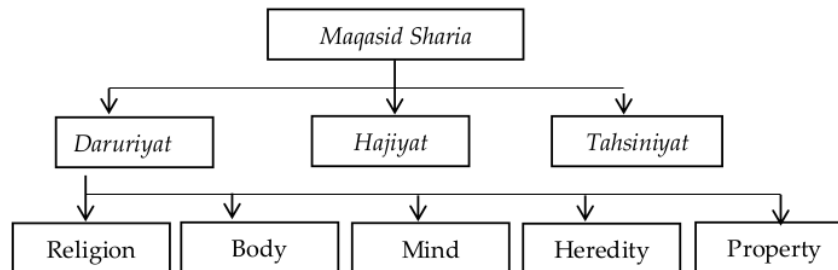 Maqasid Sharia
Daruriyat
Hajiyat
Tahsiniyat
Religion
Body
Mind
Heredity
Property